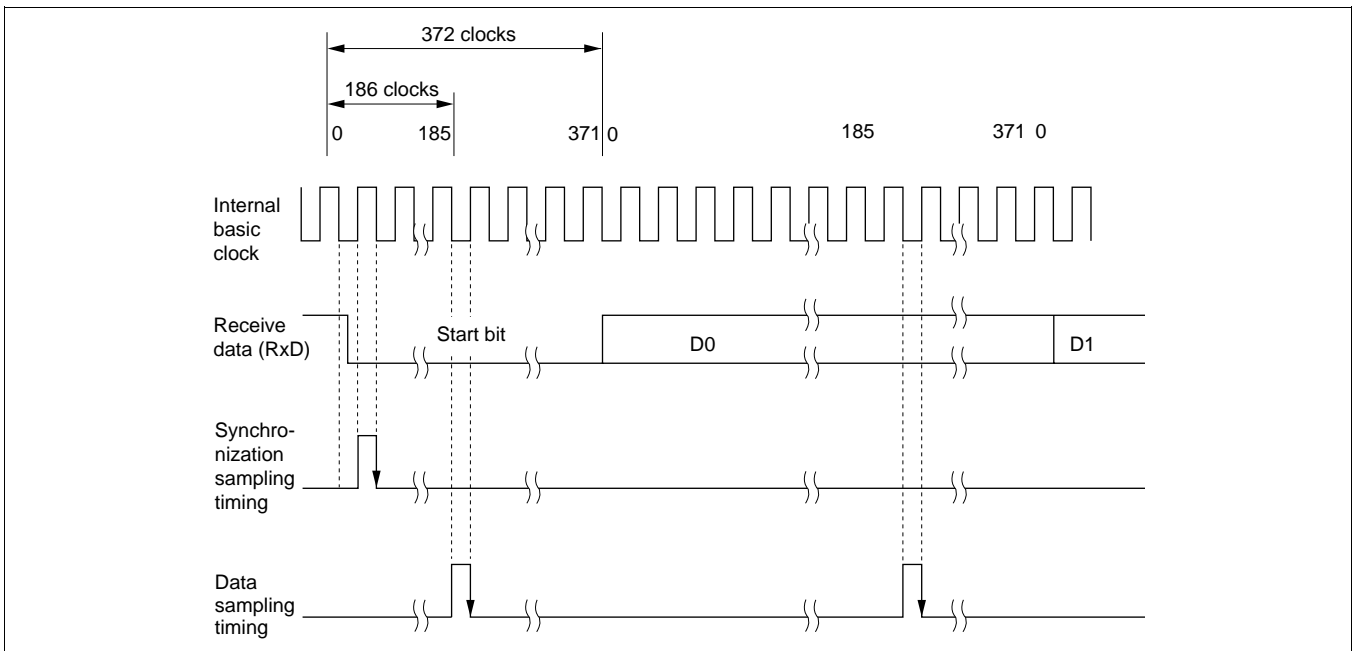 372 clocks
186 clocks
0 185 371 0 185 371 0
Internal
basic
clock
Receive
data (RxD)
Start bit D0 D1
Synchro-
nization
sampling
timing
Data
sampling
timing